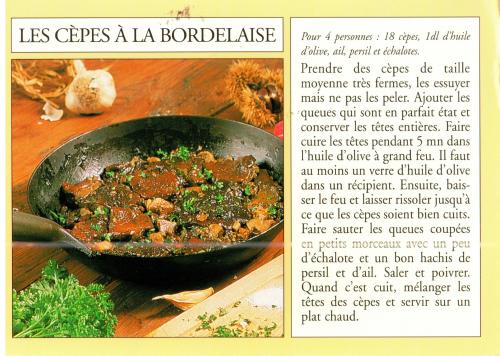 LES CÈPES À LA BORDELAISE
Pour 4 personnes : 18 cèpes, 1dl d'huile
d'olive, ail, persil et échalotes.
Prendre des cèpes de taille
moyenne très fermes, les essuyer
mais ne pas les peler. Ajouter les
queues qui sont en parfait état et
conserver les têtes entières. Faire
cuire les têtes pendant 5 mn dans
l'huile d'olive à grand feu. Il faut
au moins un verre d'huile d'olive
dans un récipient. Ensuite, bais-
ser le feu et laisser rissoler jusqu'à
ce que les cèpes soient bien cuits.
Faire sauter les queues coupées
en petits morceaux avec un peu
d'échalote et un bon hachis de
persil et d'ail. Saler et poivrer.
Quand c'est cuit, mélanger les
têtes des cèpes et servir sur un
plat chaud.